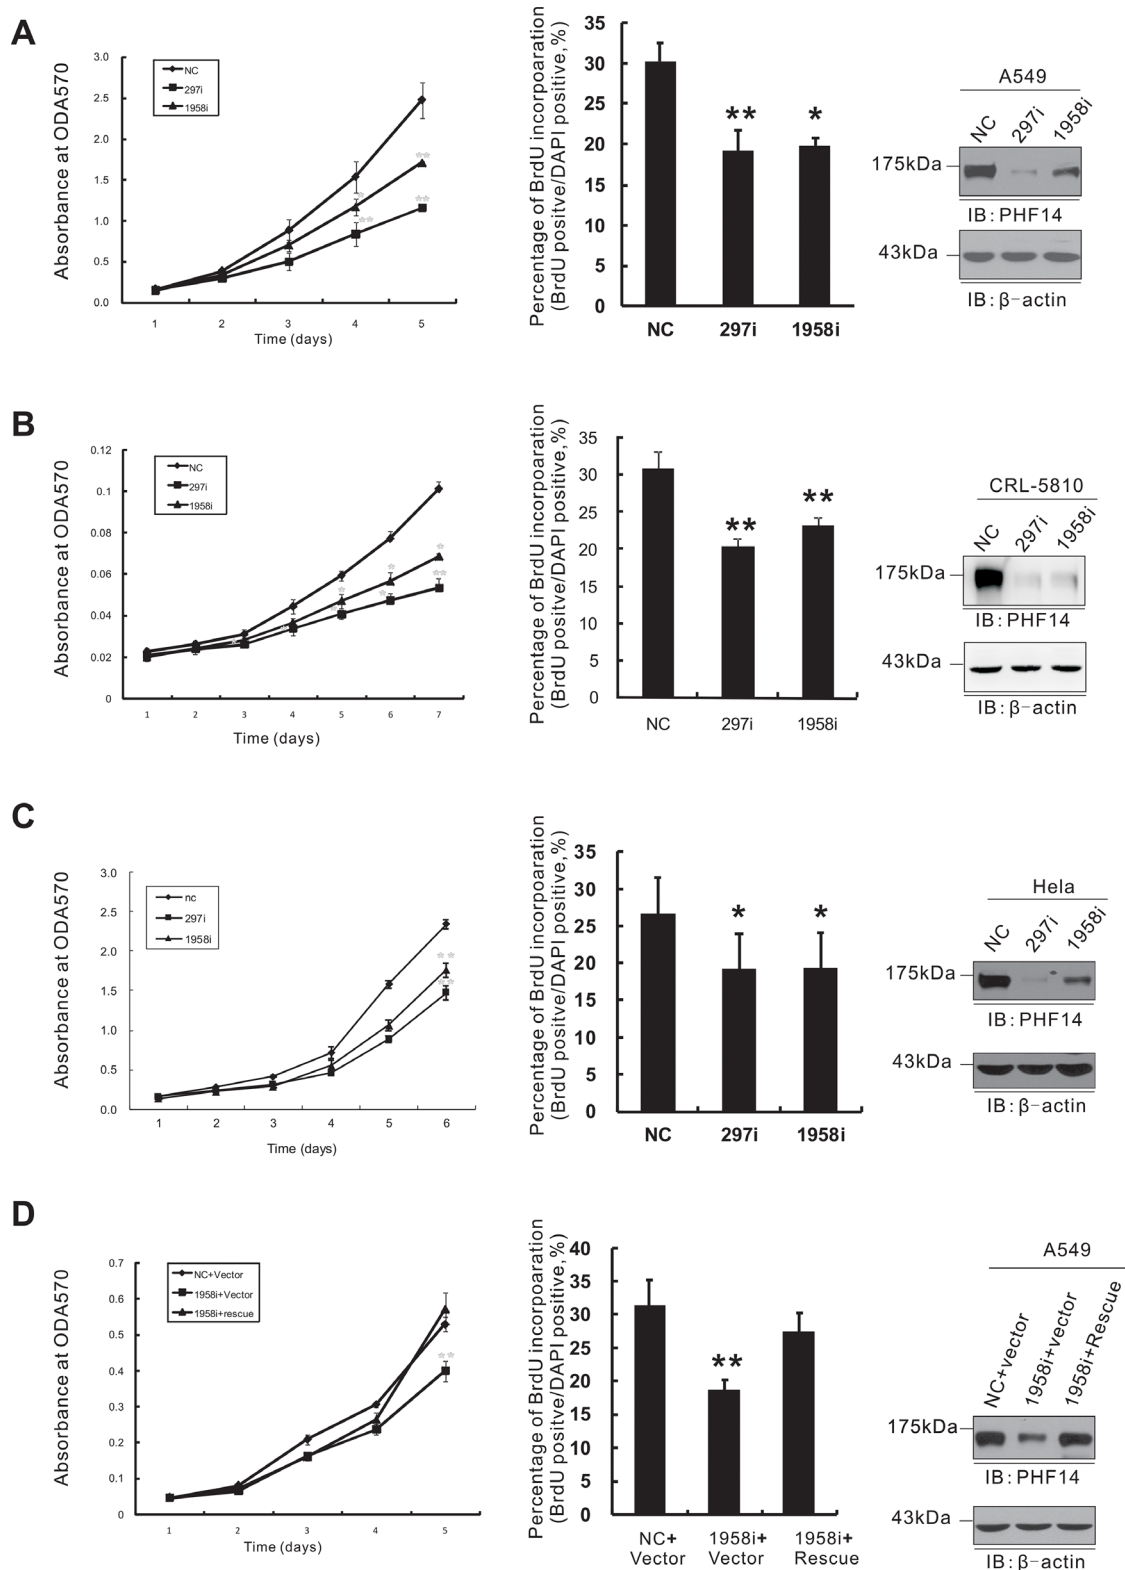 A
Absorbance at ODA570
3.0
2.5
2.0
1.5
1.0
0.5
0.0
NC
297i
1958i
**
*
**
**
1 2 3 4 5
Time (days)
Percentage of BrdU incorpoaration
(BrdU positve/DAPI positive,%)
35
30
25
20
15
10
5
0
** *
NC 297i 1958i
A549
NC 297i 1958i
175kDa
IB: PHF14
43kDa
IB: β-actin
B
Absorbance at ODA570
0.12
0.1
0.08
0.06
0.04
0.02
0
NC
297i
1958i
1 2 3 4 5 6 7
Time (days)
Percentage of BrdU incorpoaration
(BrdU positve/DAPI positive,%)
35
30
25
20
15
10
5
0
** **
NC 297i 1958i
CRL-5810
NC 297i 1958i
175kDa
IB: PHF14
43kDa
IB: β-actin
C
Absorbance at ODA570
3.0
2.5
2.0
1.5
1.0
0.5
0.0
nc
297i
1958i
**
**
1 2 3 4 5 6
Time (days)
Percentage of BrdU incorpoaration
(BrdU positve/DAPI positive,%)
35
30
25
20
15
10
5
0
* *
NC 297i 1958i
Hela
NC 297i 1958i
175kDa
IB: PHF14
43kDa
IB: β-actin
D
Absorbance at ODA570
0.7
0.6
0.5
0.4
0.3
0.2
0.1
0
NC+Vector
1958i+Vector
1958i+rescue
**
1 2 3 4 5
Time (days)
Percentage of BrdU incorpoaration
(BrdU positve/DAPI positive,%)
40
35
30
25
20
15
10
5
0
**
NC+ 1958i+ 1958i+
Vector Vector Rescue
A549
NC+vector 1958i+vector 1958i+Rescue
175kDa
IB: PHF14
43kDa
IB: β-actin